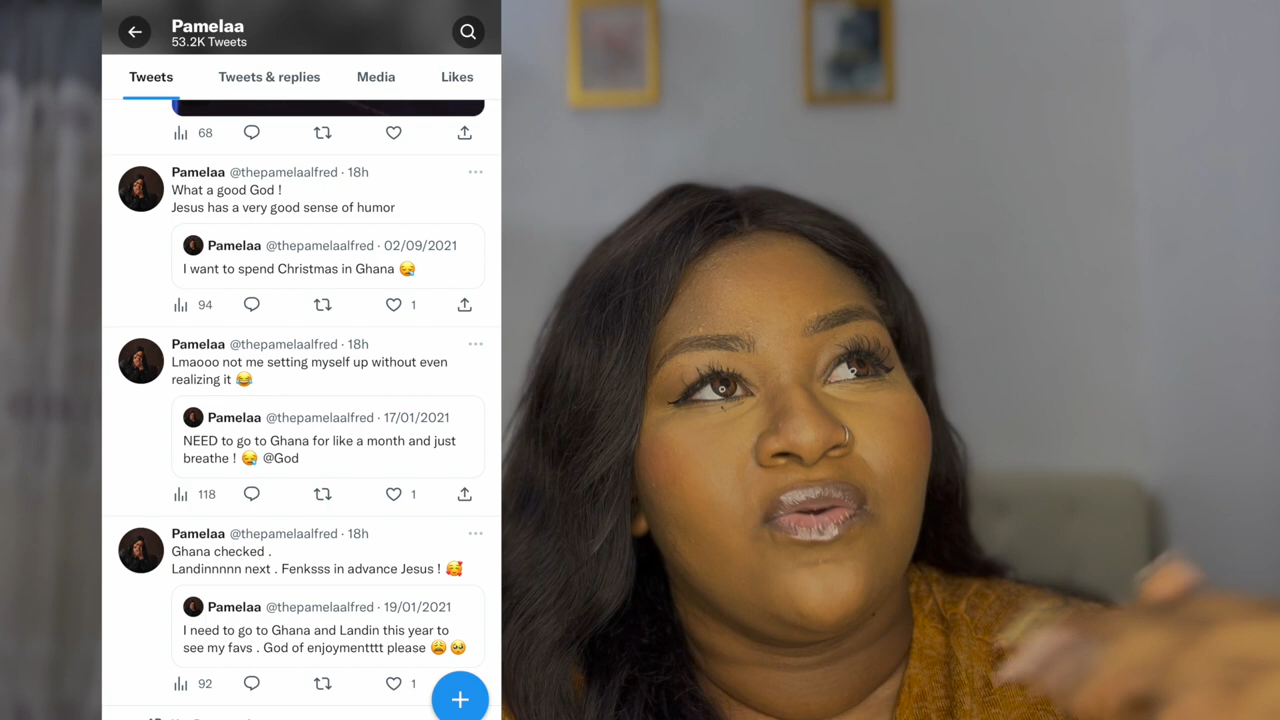 Pamelaa
53.2K Tweets
Tweets
Tweets & replies
Media
Likes
68
Pamelaa @thepamelaalfred · 18h
What a good God !
Jesus has a very good sense of humor
Pamelaa @thepamelaalfred · 02/09/2021
I want to spend Christmas in Ghana 😪
94
1
Pamelaa @thepamelaalfred · 18h
Lmaooo not me setting myself up without even
realizing it 😂
Pamelaa @thepamelaalfred · 17/01/2021
NEED to go to Ghana for like a month and just
breathe ! 😪 @God
118
1
Pamelaa @thepamelaalfred · 18h
Ghana checked .
Landinnnnn next . Fenksss in advance Jesus ! 🥰
Pamelaa @thepamelaalfred · 19/01/2021
I need to go to Ghana and Landin this year to
see my favs . God of enjoymentttt please 😩🥺
92
1